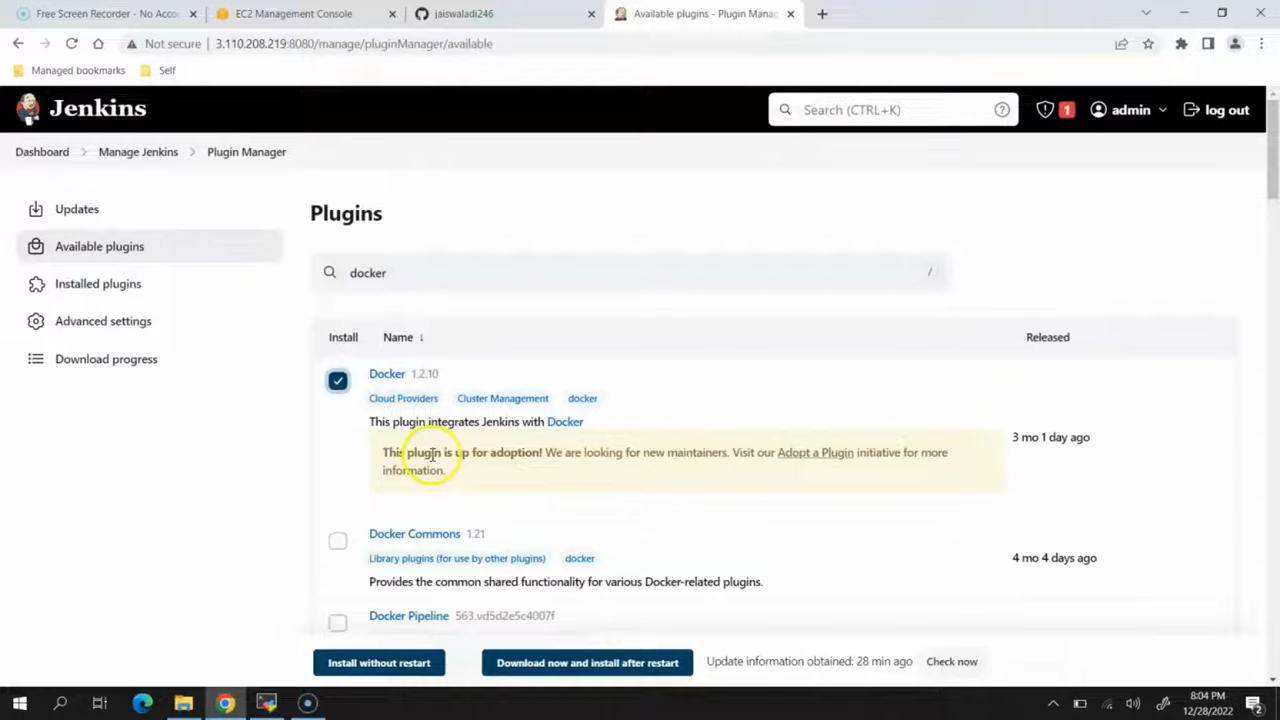 Free Screen Recorder - No Acco
EC2 Management Console
jaiswaladi246
Available plugins - Plugin Mana
Not secure
3.110.208.219:8080/manage/pluginManager/available
Managed bookmarks
Self
Jenkins
Search (CTRL+K)
1
admin
log out
Dashboard
Manage Jenkins
Plugin Manager
Updates
Available plugins
Installed plugins
Advanced settings
Download progress
Plugins
docker
/
Install
Name ↓
Released
Docker 1.2.10
Cloud Providers Cluster Management docker
This plugin integrates Jenkins with Docker
This plugin is up for adoption! We are looking for new maintainers. Visit our Adopt a Plugin initiative for more
information.
3 mo 1 day ago
Docker Commons 1.21
Library plugins (for use by other plugins) docker
Provides the common shared functionality for various Docker-related plugins.
4 mo 4 days ago
Docker Pipeline 563.vd5d2e5c4007f
Install without restart
Download now and install after restart
Update information obtained: 28 min ago
Check now
8:04 PM
12/28/2022
2